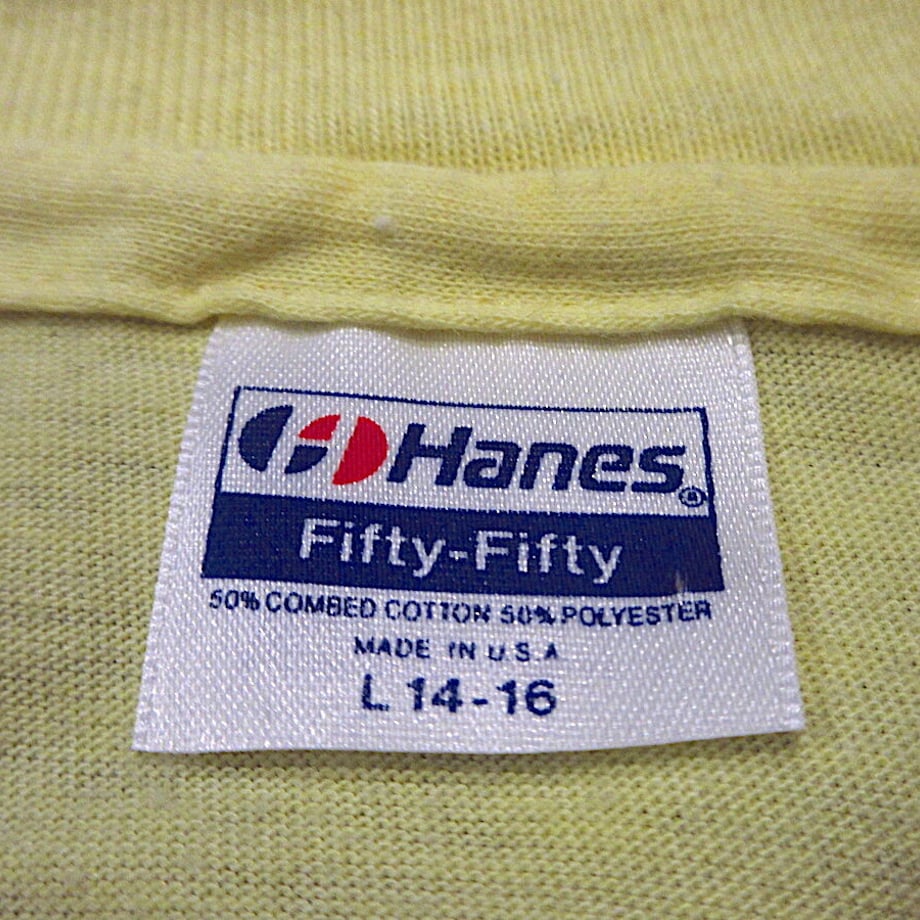 Hanes®
Fifty-Fifty
50% COMBED COTTON 50% POLYESTER
MADE IN U.S.A
L 14-16